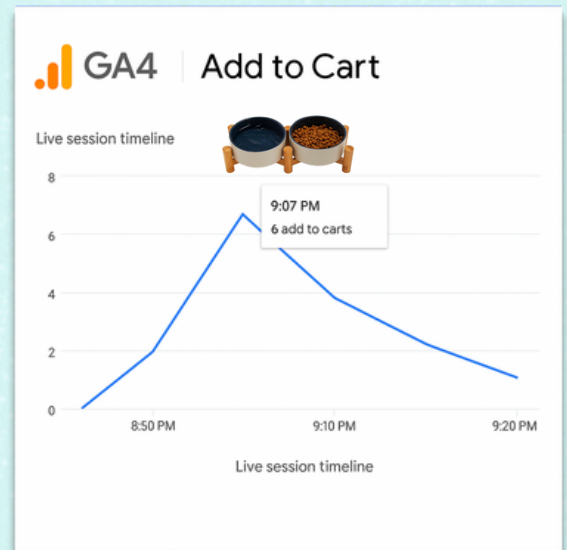 GA4 Add to Cart
Live session timeline
8
9:07 PM
6 add to carts
6
4
2
0
8:50 PM 9:10 PM 9:20 PM
Live session timeline